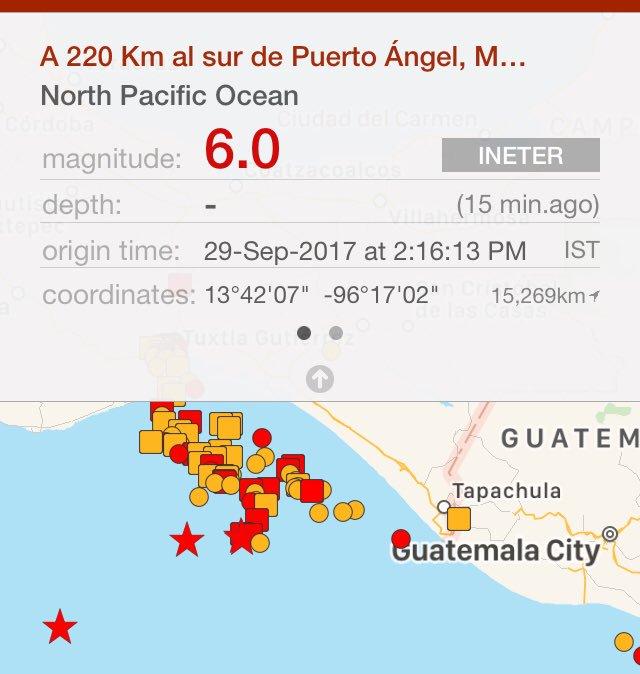 A 220 Km al sur de Puerto Ángel, M...
North Pacific Ocean
Ciudad del Carmen
Córdoba
CAMP
magnitude: 6.0 INETER
Coatzacoalcos
depth: - (15 min.ago)
Villahermosa
origin time: 29-Sep-2017 at 2:16:13 PM IST
coordinates: 13°42'07" -96°17'02" 15,269km
San Cristóbal
de las Casas
Tuxtla Gutiérrez
GUATEM
Tapachula
Guatemala City